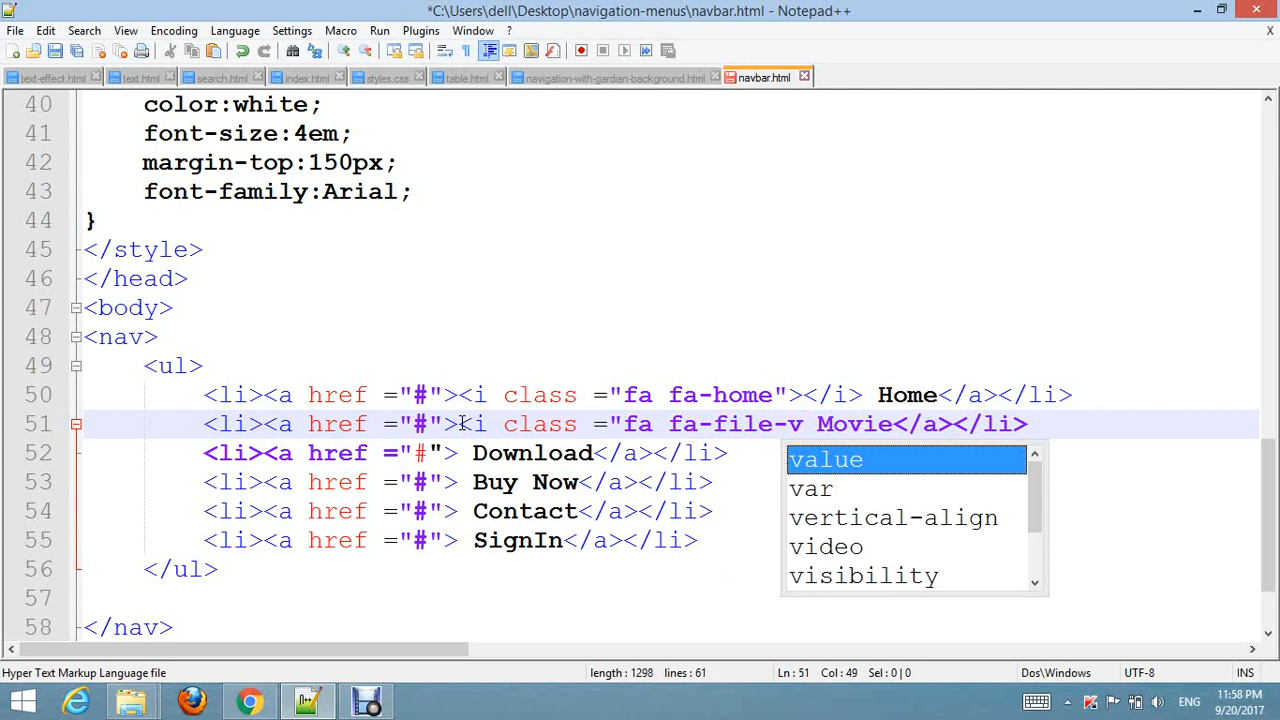 *C:\Users\dell\Desktop\navigation-menus\navbar.html - Notepad++
File Edit Search View Encoding Language Settings Macro Run Plugins Window ? X
text-effect.html text.html search.html index.html styles.css table.html navigation-with-gardian-background.html navbar.html
40 color:white;
41 font-size:4em;
42 margin-top:150px;
43 font-family:Arial;
44 }
45 </style>
46 </head>
47 <body>
48 <nav>
49 <ul>
50 <li><a href ="#"><i class ="fa fa-home"></i> Home</a></li>
51 <li><a href ="#"><i class ="fa fa-file-v Movie</a></li>
52 <li><a href ="#"> Download</a></li>
53 <li><a href ="#"> Buy Now</a></li>
54 <li><a href ="#"> Contact</a></li>
55 <li><a href ="#"> SignIn</a></li>
56 </ul>
57
58 </nav>
value
var
vertical-align
video
visibility
Hyper Text Markup Language file length : 1298 lines : 61 Ln : 51 Col : 49 Sel : 0 | 0 Dos\Windows UTF-8 INS
ENG 11:58 PM
9/20/2017